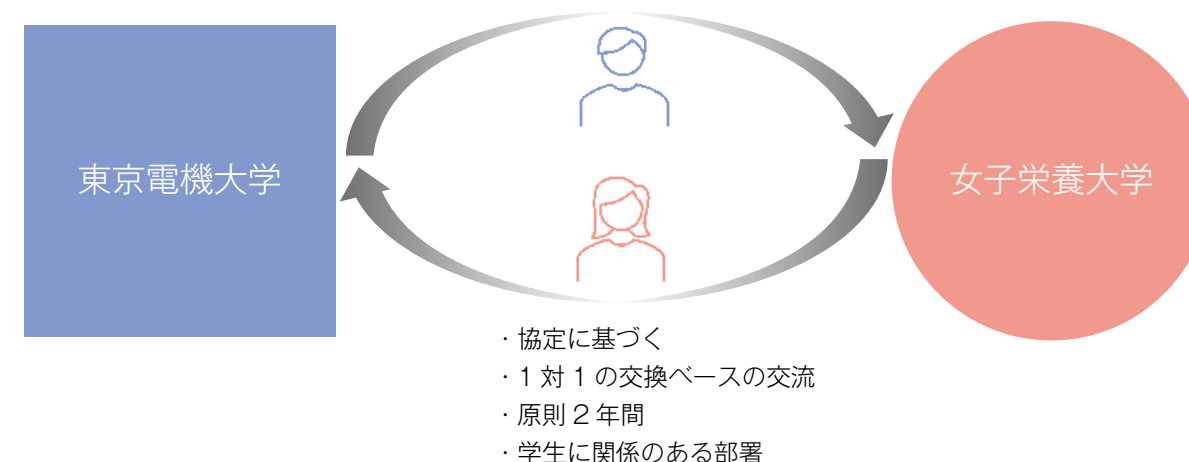 東京電機大学
女子栄養大学
・協定に基づく
・1 対 1 の交換ベースの交流
・原則 2 年間
・学生に関係のある部署